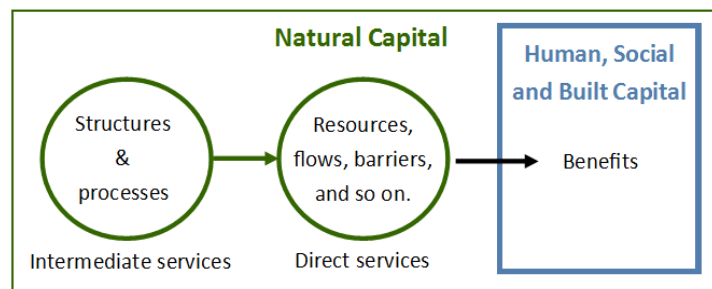 Natural Capital
Human, Social
and Built Capital
Structures
&
processes
Resources,
flows, barriers,
and so on.
Benefits
Intermediate services
Direct services